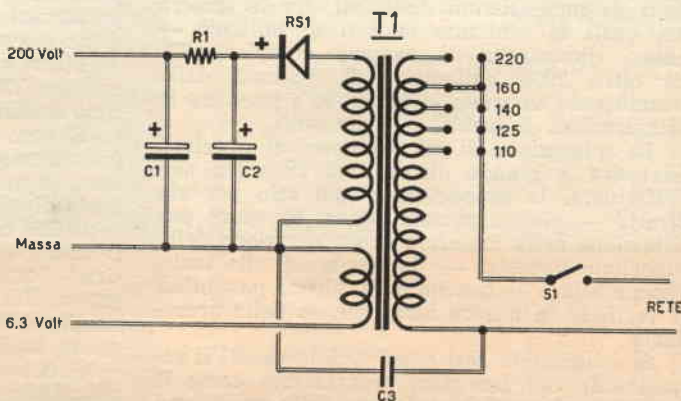 T1
RS1
+
R1
200 Volt
220
160
140
125
110
+
+
C1
C2
Massa
S1
RETE
6.3 Volt
C3